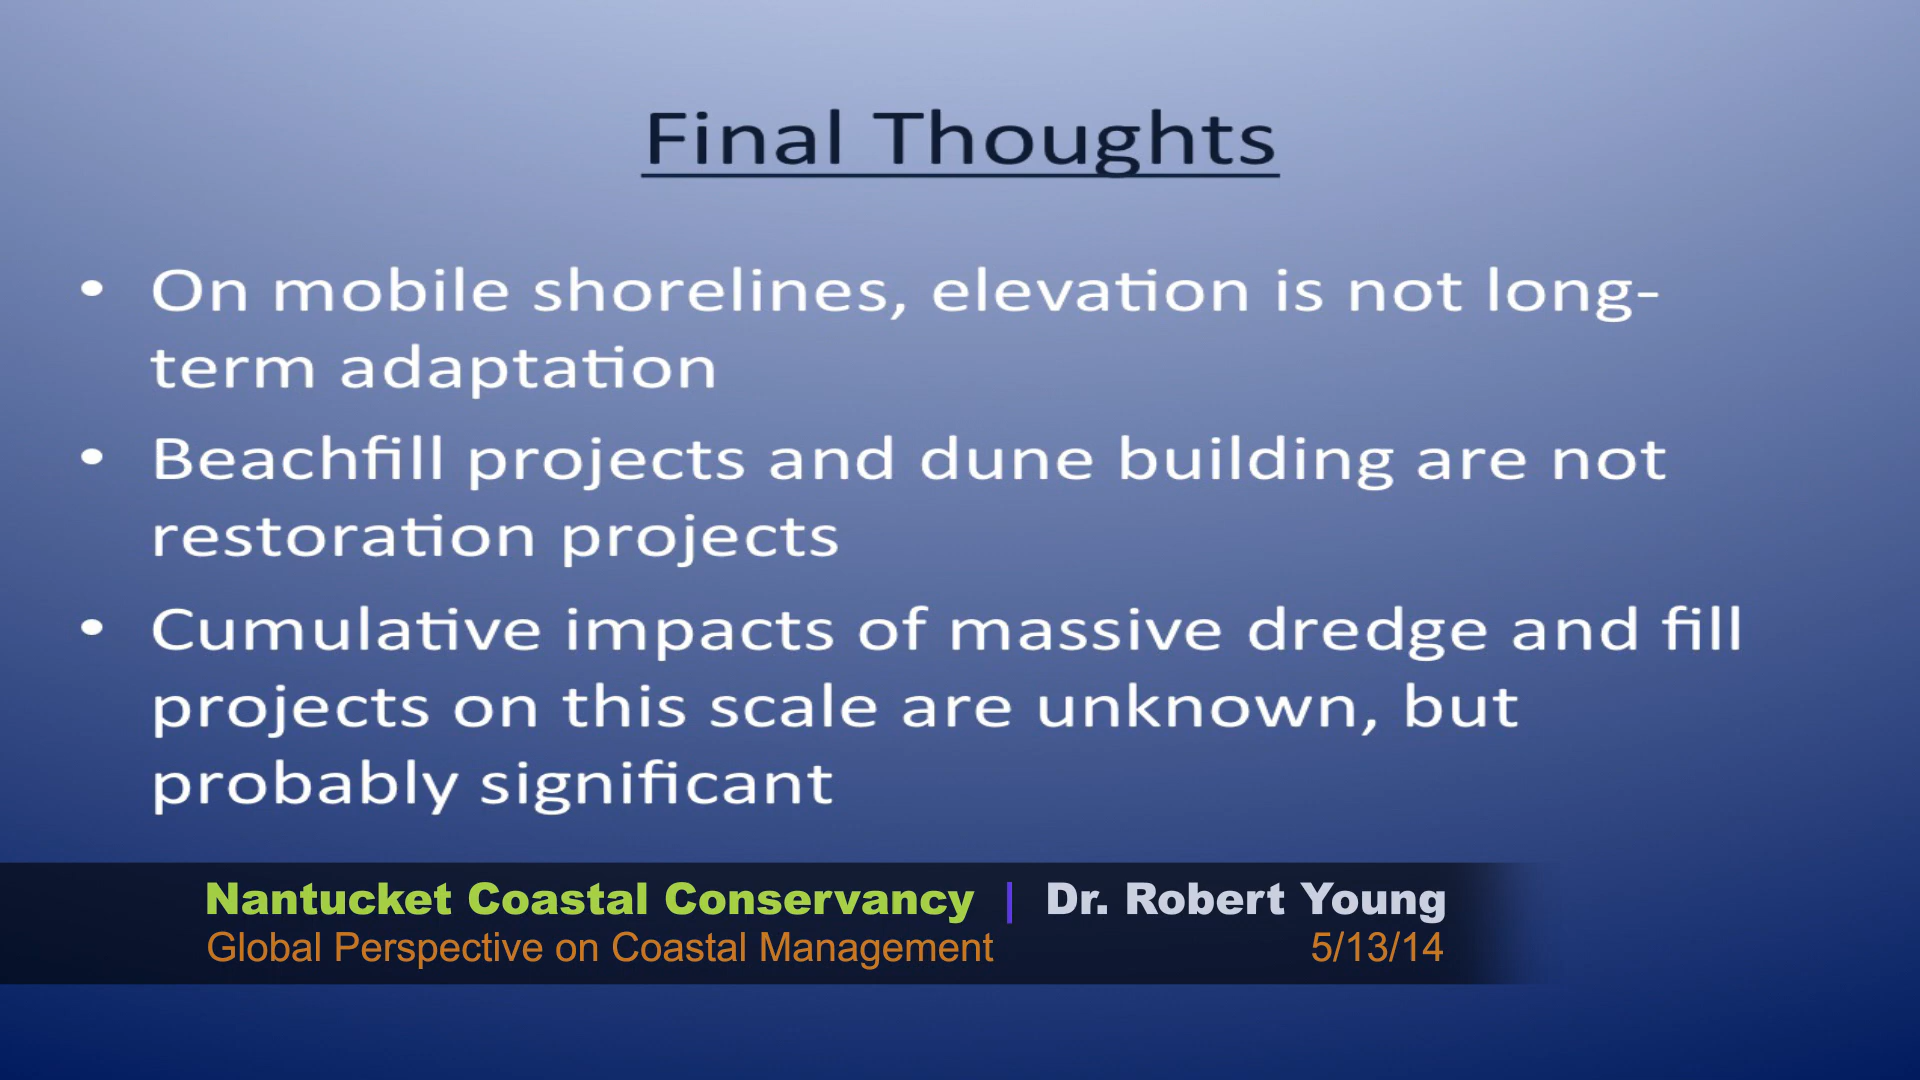 Final Thoughts
• On mobile shorelines, elevation is not long-
term adaptation
• Beachfill projects and dune building are not
restoration projects
• Cumulative impacts of massive dredge and fill
projects on this scale are unknown, but
probably significant
Nantucket Coastal Conservancy | Dr. Robert Young
Global Perspective on Coastal Management 5/13/14